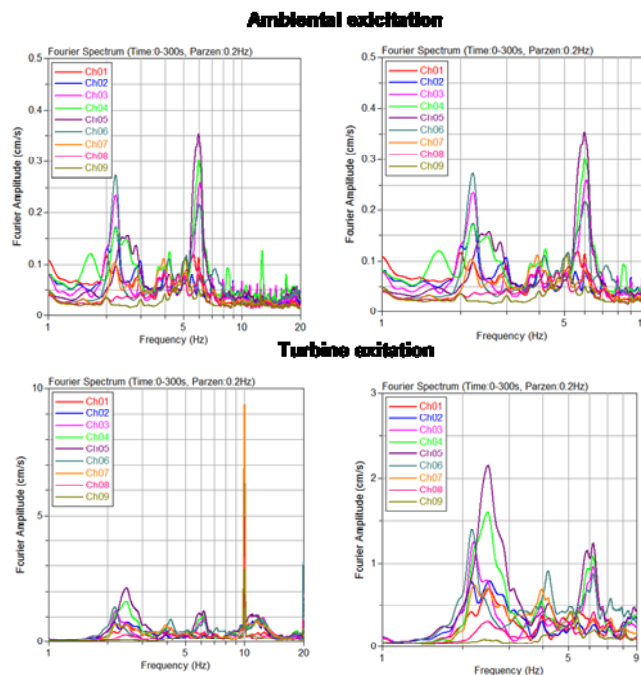 Ambiental exicitation
Fourier Spectrum (Time:0-300s, Parzen:0.2Hz)
0.5
0.4
0.3
0.2
0.1
0
Fourier Amplitude (cm/s)
Ch01
Ch02
Ch03
Ch04
Ch05
Ch06
Ch07
Ch08
Ch09
1
5
10
20
Frequency (Hz)
Fourier Spectrum (Time:0-300s, Parzen:0.2Hz)
0.5
0.4
0.3
0.2
0.1
0
Fourier Amplitude (cm/s)
Ch01
Ch02
Ch03
Ch04
Ch05
Ch06
Ch07
Ch08
Ch09
1
5
Frequency (Hz)
Turbine exitation
Fourier Spectrum (Time:0-300s, Parzen:0.2Hz)
10
5
0
Fourier Amplitude (cm/s)
Ch01
Ch02
Ch03
Ch04
Ch05
Ch06
Ch07
Ch08
Ch09
1
10
20
Frequency (Hz)
Fourier Spectrum (Time:0-300s, Parzen:0.2Hz)
3
2
1
0
Fourier Amplitude (cm/s)
Ch01
Ch02
Ch03
Ch04
Ch05
Ch06
Ch07
Ch08
Ch09
1
5
9
Frequency (Hz)